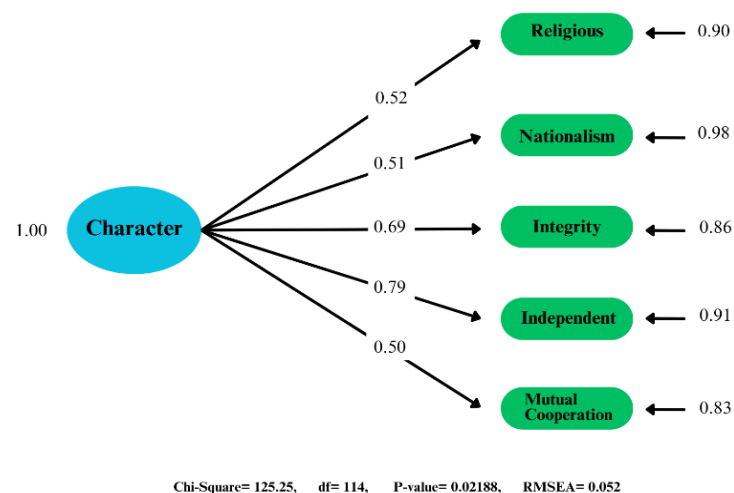 Religious
0.90
0.52
Nationalism
0.98
0.51
1.00
Character
0.69
Integrity
0.86
0.79
Independent
0.91
0.50
Mutual
Cooperation
0.83
Chi-Square= 125.25, df= 114, P-value= 0.02188, RMSEA= 0.052